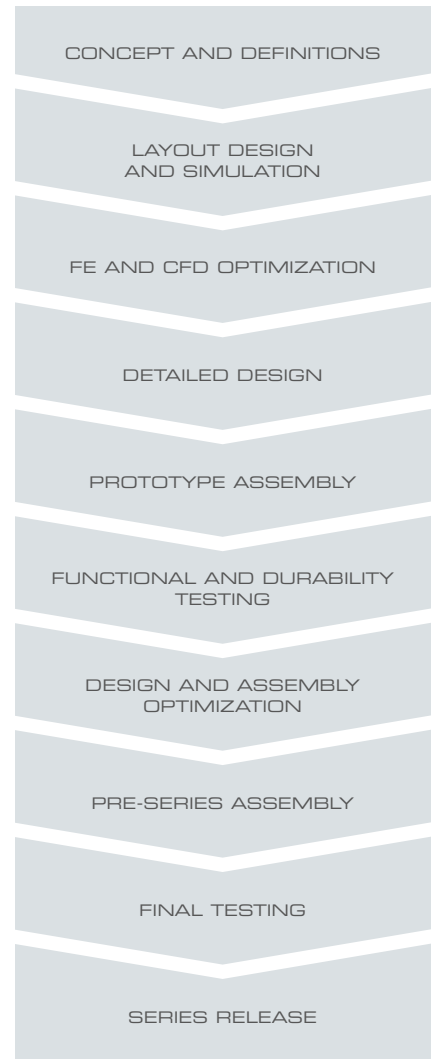 CONCEPT AND DEFINITIONS
LAYOUT DESIGN
AND SIMULATION
FE AND CFD OPTIMIZATION
DETAILED DESIGN
PROTOTYPE ASSEMBLY
FUNCTIONAL AND DURABILITY
TESTING
DESIGN AND ASSEMBLY
OPTIMIZATION
PRE-SERIES ASSEMBLY
FINAL TESTING
SERIES RELEASE